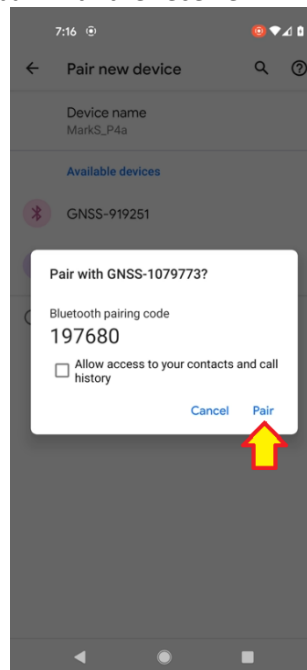 7:16
Pair new device
Device name
MarkS_P4a
Available devices
GNSS-919251
Pair with GNSS-1079773?
Bluetooth pairing code
197680
Allow access to your contacts and call
history
Cancel Pair